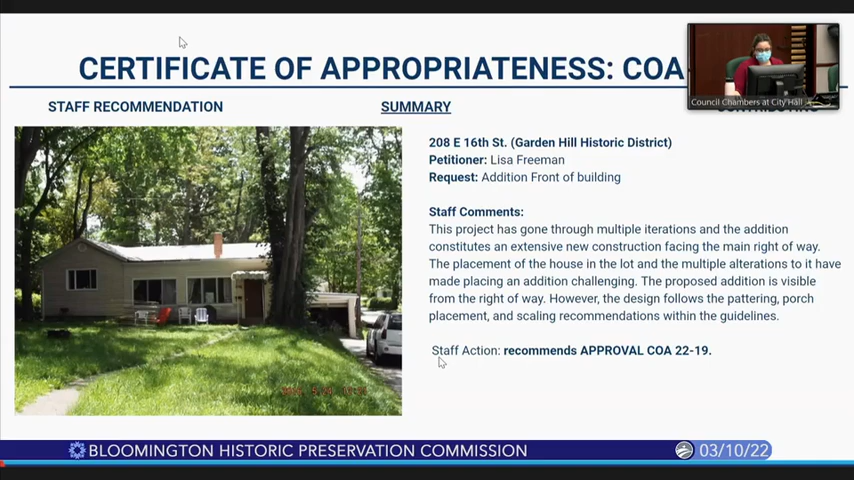 CERTIFICATE OF APPROPRIATENESS: COA
Council Chambers at City Hall
STAFF RECOMMENDATION
SUMMARY
CONTRIBUTING
208 E 16th St. (Garden Hill Historic District)
Petitioner: Lisa Freeman
Request: Addition Front of building
Staff Comments:
This project has gone through multiple iterations and the addition
constitutes an extensive new construction facing the main right of way.
The placement of the house in the lot and the multiple alterations to it have
made placing an addition challenging. The proposed addition is visible
from the right of way. However, the design follows the pattering, porch
placement, and scaling recommendations within the guidelines.
Staff Action: recommends APPROVAL COA 22-19.
BLOOMINGTON HISTORIC PRESERVATION COMMISSION
03/10/22